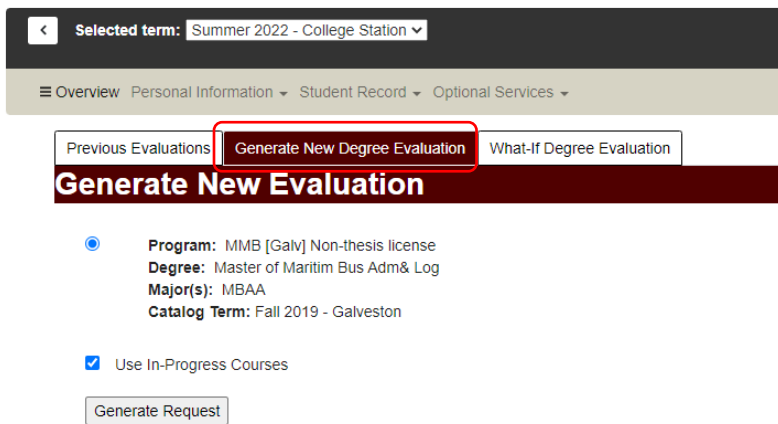 Selected term: Summer 2022 - College Station
Overview Personal Information Student Record Optional Services
Previous Evaluations Generate New Degree Evaluation What-If Degree Evaluation
Generate New Evaluation
Program: MMB [Galv] Non-thesis license
Degree: Master of Maritim Bus Adm& Log
Major(s): MBAA
Catalog Term: Fall 2019 - Galveston
Use In-Progress Courses
Generate Request